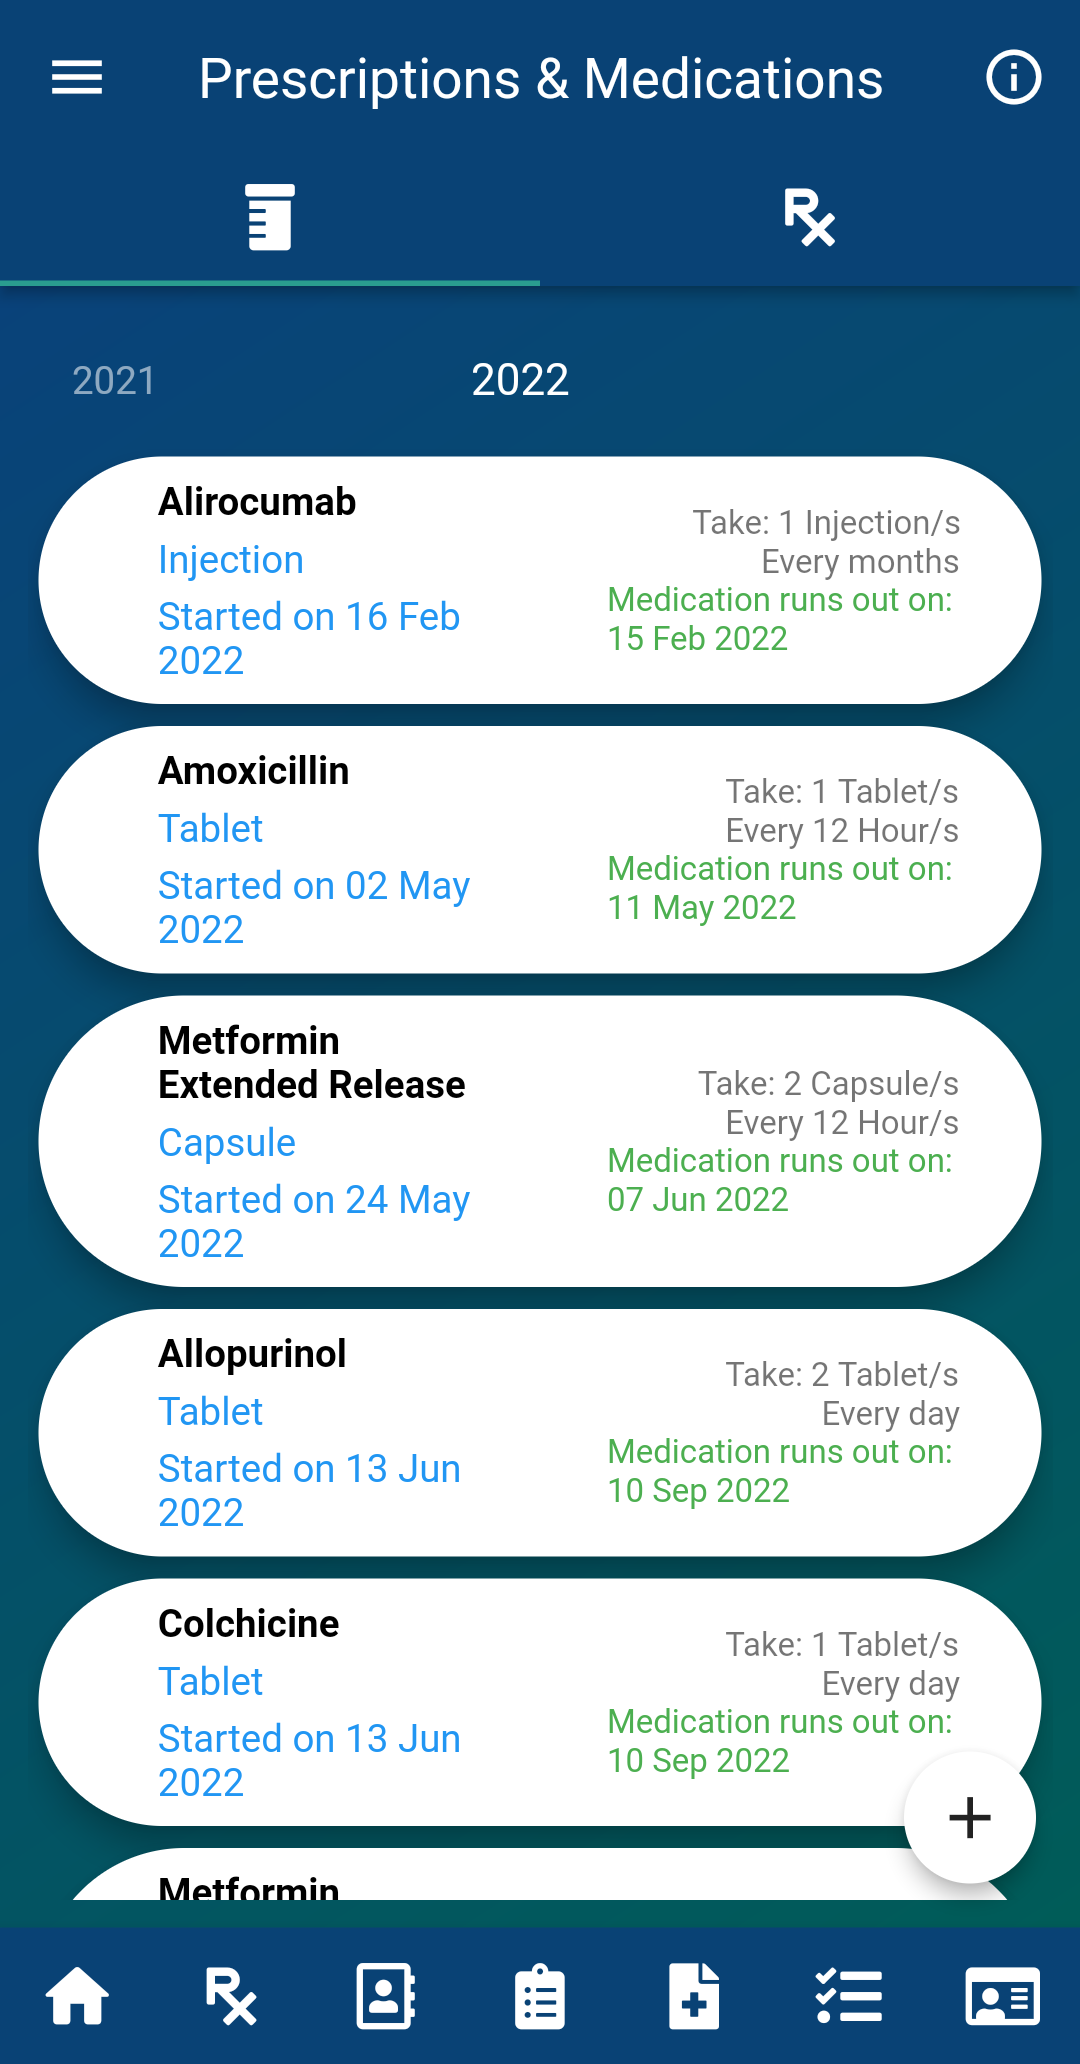 Prescriptions & Medications
2021
2022
Alirocumab
Injection
Started on 16 Feb
2022
Take: 1 Injection/s
Every months
Medication runs out on:
15 Feb 2022
Amoxicillin
Tablet
Started on 02 May
2022
Take: 1 Tablet/s
Every 12 Hour/s
Medication runs out on:
11 May 2022
Metformin
Extended Release
Capsule
Started on 24 May
2022
Take: 2 Capsule/s
Every 12 Hour/s
Medication runs out on:
07 Jun 2022
Allopurinol
Tablet
Started on 13 Jun
2022
Take: 2 Tablet/s
Every day
Medication runs out on:
10 Sep 2022
Colchicine
Tablet
Started on 13 Jun
2022
Take: 1 Tablet/s
Every day
Medication runs out on:
10 Sep 2022
Metformin